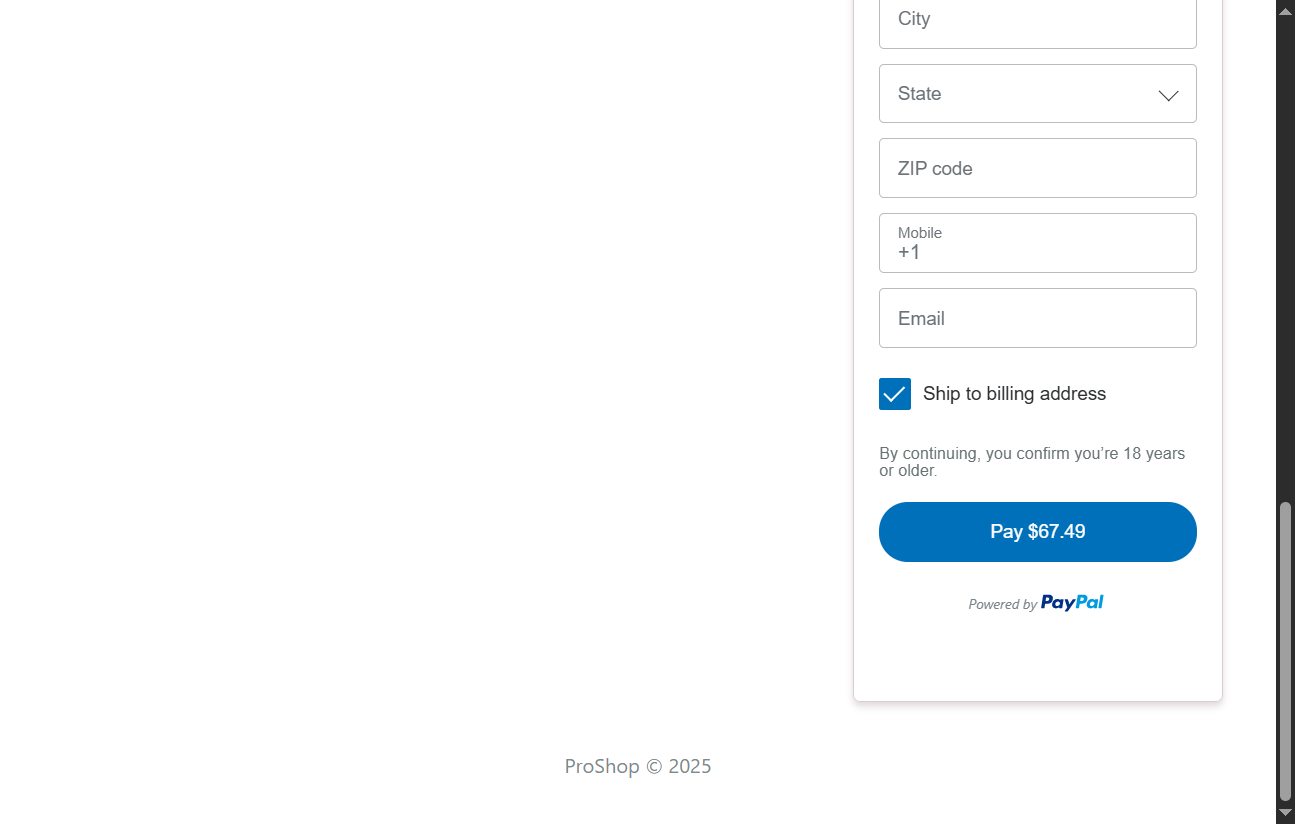 City
State
ZIP code
Mobile
+1
Email
Ship to billing address
By continuing, you confirm you’re 18 years
or older.
Pay $67.49
Powered by PayPal
ProShop © 2025